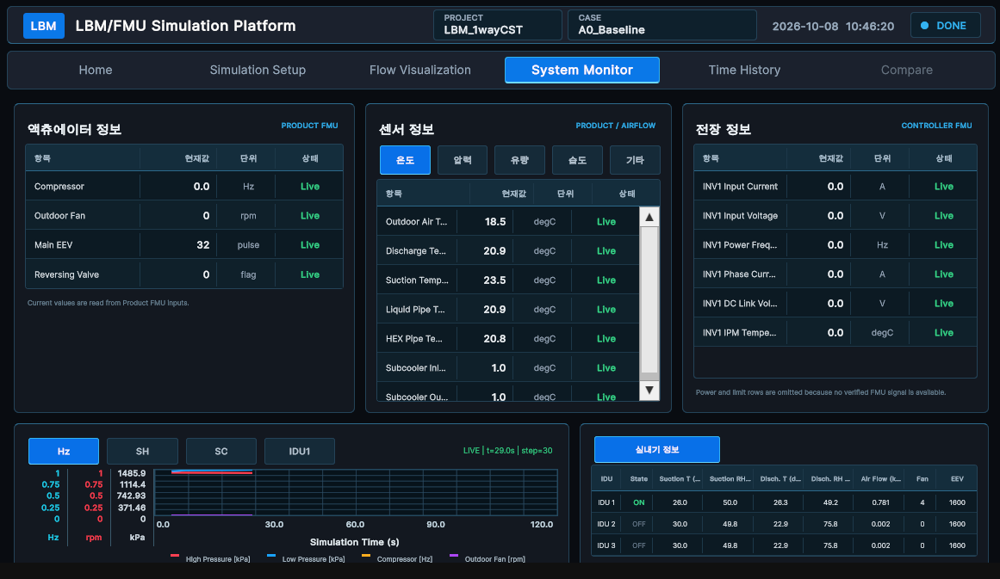 LBM
LBM/FMU Simulation Platform
PROJECT
LBM_1wayCST
CASE
A0_Baseline
2026-10-08 10:46:20
DONE
Home
Simulation Setup
Flow Visualization
System Monitor
Time History
Compare
액츄에이터 정보
PRODUCT FMU
항목 현재값 단위 상태
Compressor 0.0 Hz Live
Outdoor Fan 0 rpm Live
Main EEV 32 pulse Live
Reversing Valve 0 flag Live
Current values are read from Product FMU inputs.
센서 정보
PRODUCT / AIRFLOW
온도 압력 유량 습도 기타
항목 현재값 단위 상태
Outdoor Air T... 18.5 degC Live
Discharge Te... 20.9 degC Live
Suction Temp... 23.5 degC Live
Liquid Pipe T... 20.9 degC Live
HEX Pipe Te... 20.8 degC Live
Subcooler Inl... 1.0 degC Live
Subcooler Ou... 1.0 degC Live
전장 정보
CONTROLLER FMU
항목 현재값 단위 상태
INV1 Input Current 0.0 A Live
INV1 Input Voltage 0.0 V Live
INV1 Power Freq... 0.0 Hz Live
INV1 Phase Curr... 0.0 A Live
INV1 DC Link Vol... 0.0 V Live
INV1 IPM Tempe... 0.0 degC Live
Power and limit rows are omitted because no verified FMU signal is available.
Hz SH SC IDU1
LIVE | t=29.0s | step=30
1 1 1485.9
0.75 0.75 1114.4
0.5 0.5 742.93
0.25 0.25 371.46
0 0 0
Hz rpm kPa
0.0 30.0 60.0 90.0 120.0
Simulation Time (s)
High Pressure [kPa] Low Pressure [kPa] Compressor [Hz] Outdoor Fan [rpm]
실내기 정보
IDU State Suction T (... Suction RH... Disch. T (d... Disch. RH ... Air Flow (k... Fan EEV
IDU 1 ON 26.0 50.0 26.3 49.2 0.781 4 1600
IDU 2 OFF 30.0 49.8 22.9 75.8 0.002 0 1600
IDU 3 OFF 30.0 49.8 22.9 75.8 0.002 0 1600